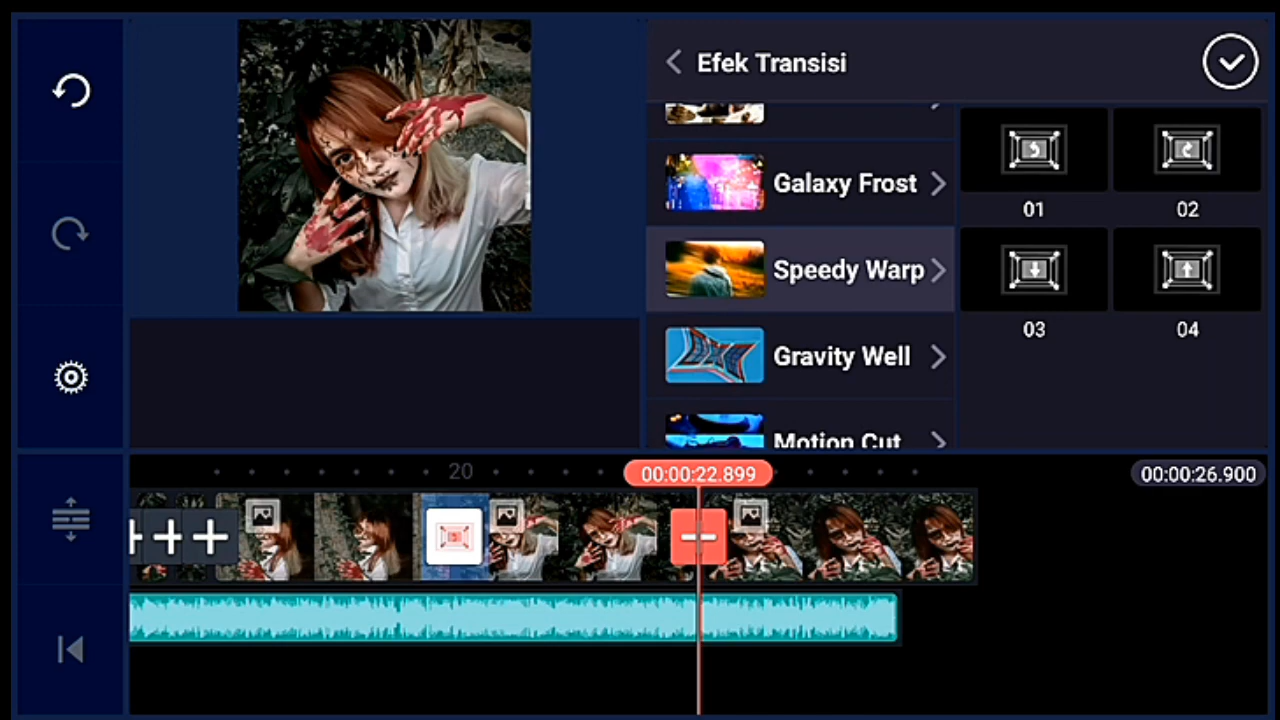 Efek Transisi
Galaxy Frost
Speedy Warp
Gravity Well
Motion Cut
01
02
03
04
20
00:00:22.899
00:00:26.900